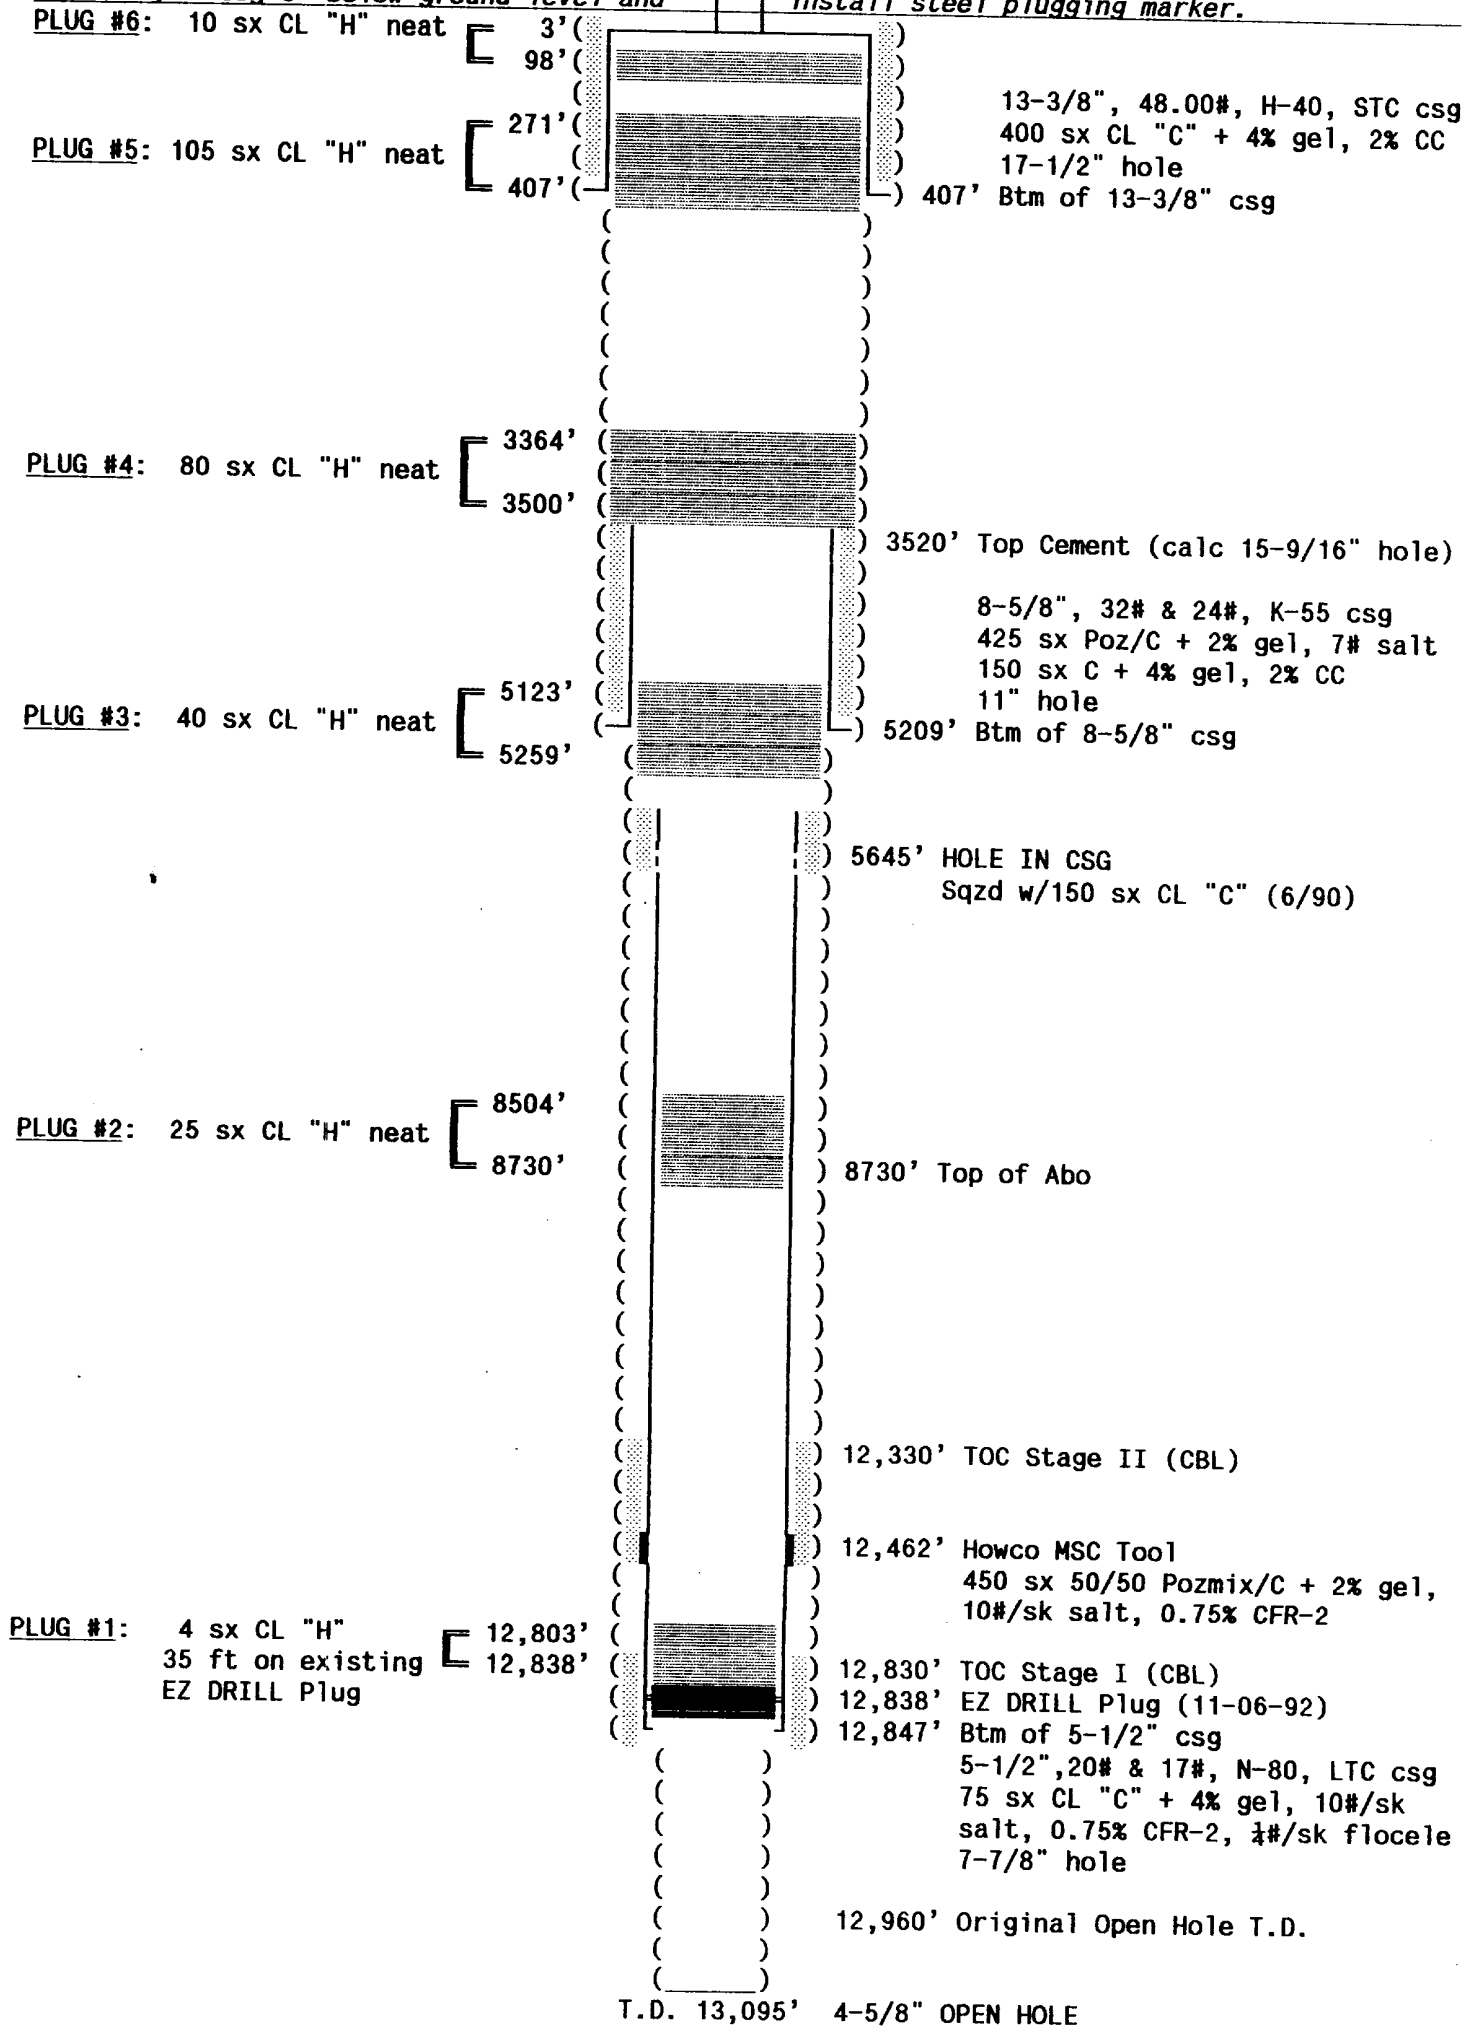 below ground level and install steel plugging marker.
PLUG #6: 10 sx CL "H" neat 3'
98'
13-3/8", 48.00#, H-40, STC csg
271' 400 sx CL "C" + 4% gel, 2% CC
PLUG #5: 105 sx CL "H" neat 17-1/2" hole
407' 407' Btm of 13-3/8" csg
3364'
PLUG #4: 80 sx CL "H" neat
3500'
3520' Top Cement (calc 15-9/16" hole)
8-5/8", 32# & 24#, K-55 csg
425 sx Poz/C + 2% gel, 7# salt
150 sx C + 4% gel, 2% CC
5123' 11" hole
PLUG #3: 40 sx CL "H" neat 5209' Btm of 8-5/8" csg
5259'
5645' HOLE IN CSG
Sqzd w/150 sx CL "C" (6/90)
8504'
PLUG #2: 25 sx CL "H" neat
8730' 8730' Top of Abo
12,330' TOC Stage II (CBL)
12,462' Howco MSC Tool
450 sx 50/50 Pozmix/C + 2% gel,
10#/sk salt, 0.75% CFR-2
PLUG #1: 4 sx CL "H" 12,803'
35 ft on existing 12,838' 12,830' TOC Stage I (CBL)
EZ DRILL Plug 12,838' EZ DRILL Plug (11-06-92)
12,847' Btm of 5-1/2" csg
5-1/2",20# & 17#, N-80, LTC csg
75 sx CL "C" + 4% gel, 10#/sk
salt, 0.75% CFR-2, ¼#/sk flocele
7-7/8" hole
12,960' Original Open Hole T.D.
T.D. 13,095' 4-5/8" OPEN HOLE